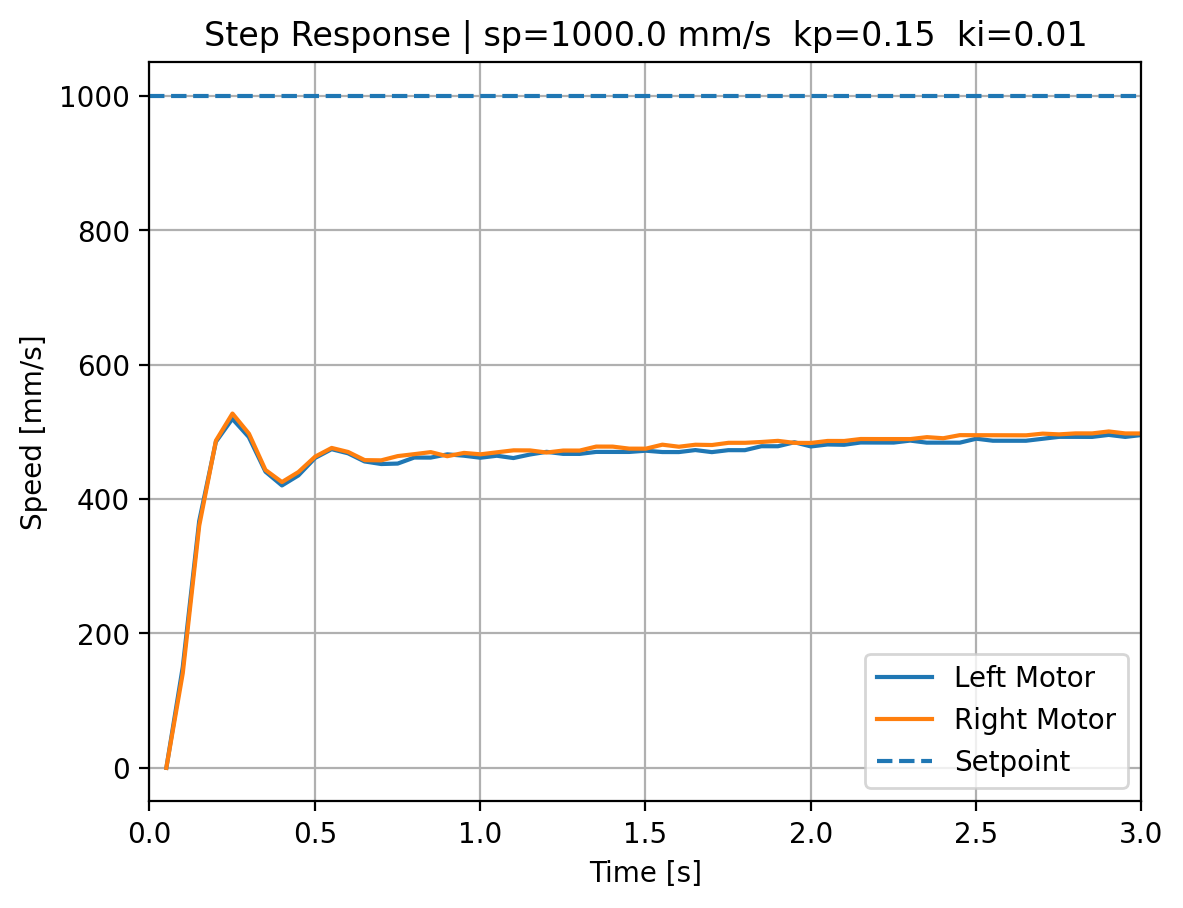 Step Response | sp=1000.0 mm/s  kp=0.15  ki=0.01
1000
800
600
400
200
0
Speed [mm/s]
Left Motor
Right Motor
Setpoint
0.0 0.5 1.0 1.5 2.0 2.5 3.0
Time [s]